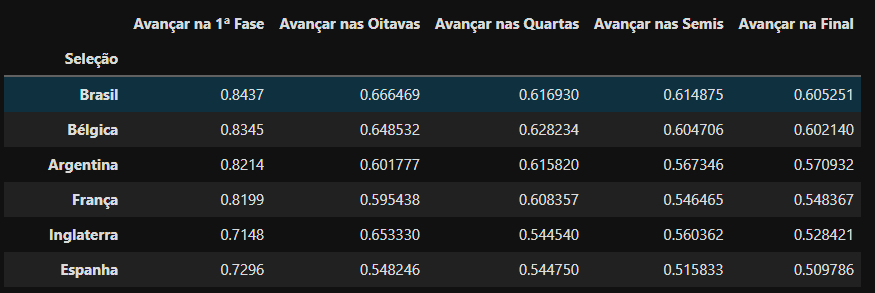 Avançar na 1ª Fase Avançar nas Oitavas Avançar nas Quartas Avançar nas Semis Avançar na Final
Seleção
Brasil 0.8437 0.666469 0.616930 0.614875 0.605251
Bélgica 0.8345 0.648532 0.628234 0.604706 0.602140
Argentina 0.8214 0.601777 0.615820 0.567346 0.570932
França 0.8199 0.595438 0.608357 0.546465 0.548367
Inglaterra 0.7148 0.653330 0.544540 0.560362 0.528421
Espanha 0.7296 0.548246 0.544750 0.515833 0.509786